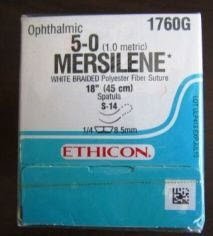 Ophthalmic 1760G
5-0 (1.0 metric)
MERSILENE*
WHITE BRAIDED Polyester Fiber Suture
18" (45 cm)
Spatula
S-14
1/4 8.5mm
ETHICON.